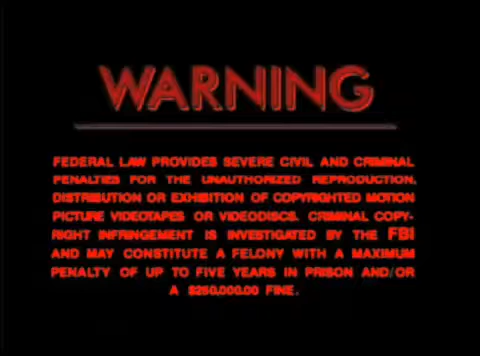 WARNING
FEDERAL LAW PROVIDES SEVERE CIVIL AND CRIMINAL
PENALTIES FOR THE UNAUTHORIZED REPRODUCTION,
DISTRIBUTION OR EXHIBITION OF COPYRIGHTED MOTION
PICTURE VIDEOTAPES OR VIDEODISCS. CRIMINAL COPY-
RIGHT INFRINGEMENT IS INVESTIGATED BY THE FBI
AND MAY CONSTITUTE A FELONY WITH A MAXIMUM
PENALTY OF UP TO FIVE YEARS IN PRISON AND/OR
A $250,000.00 FINE.